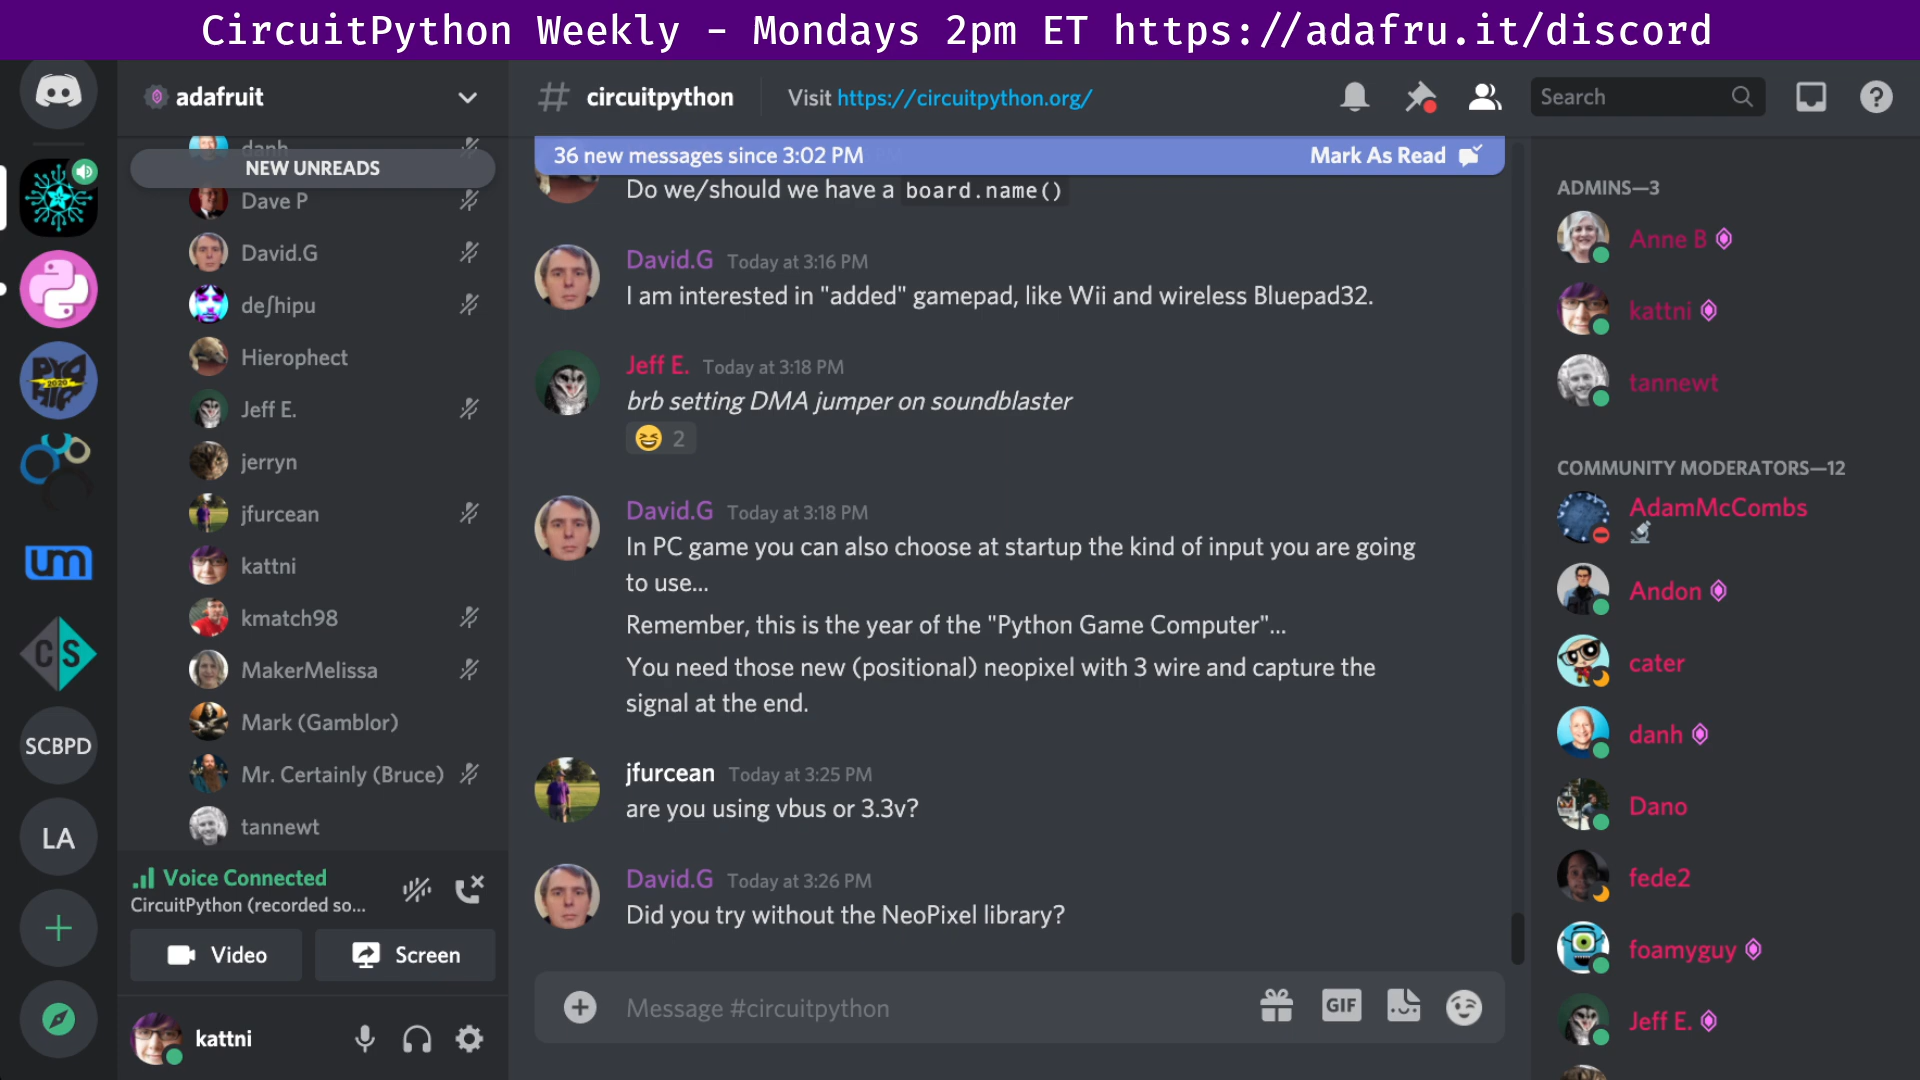 CircuitPython Weekly - Mondays 2pm ET https://adafru.it/discord
adafruit
danh
NEW UNREADS
Dave P
David.G
deʃhipu
Hierophect
Jeff E.
jerryn
jfurcean
kattni
kmatch98
MakerMelissa
Mark (Gamblor)
Mr. Certainly (Bruce)
tannewt
PYO
2020
HIP
um
C S
SCBPD
LA
Voice Connected
CircuitPython (recorded so...
Video
Screen
kattni
circuitpython
Visit https://circuitpython.org/
Search
36 new messages since 3:02 PM
Mark As Read
Do we/should we have a board.name()
David.G Today at 3:16 PM
I am interested in "added" gamepad, like Wii and wireless Bluepad32.
Jeff E. Today at 3:18 PM
brb setting DMA jumper on soundblaster
2
David.G Today at 3:18 PM
In PC game you can also choose at startup the kind of input you are going
to use...
Remember, this is the year of the "Python Game Computer"...
You need those new (positional) neopixel with 3 wire and capture the
signal at the end.
jfurcean Today at 3:25 PM
are you using vbus or 3.3v?
David.G Today at 3:26 PM
Did you try without the NeoPixel library?
Message #circuitpython
GIF
ADMINS—3
Anne B
kattni
tannewt
COMMUNITY MODERATORS—12
AdamMcCombs
Andon
cater
danh
Dano
fede2
foamyguy
Jeff E.